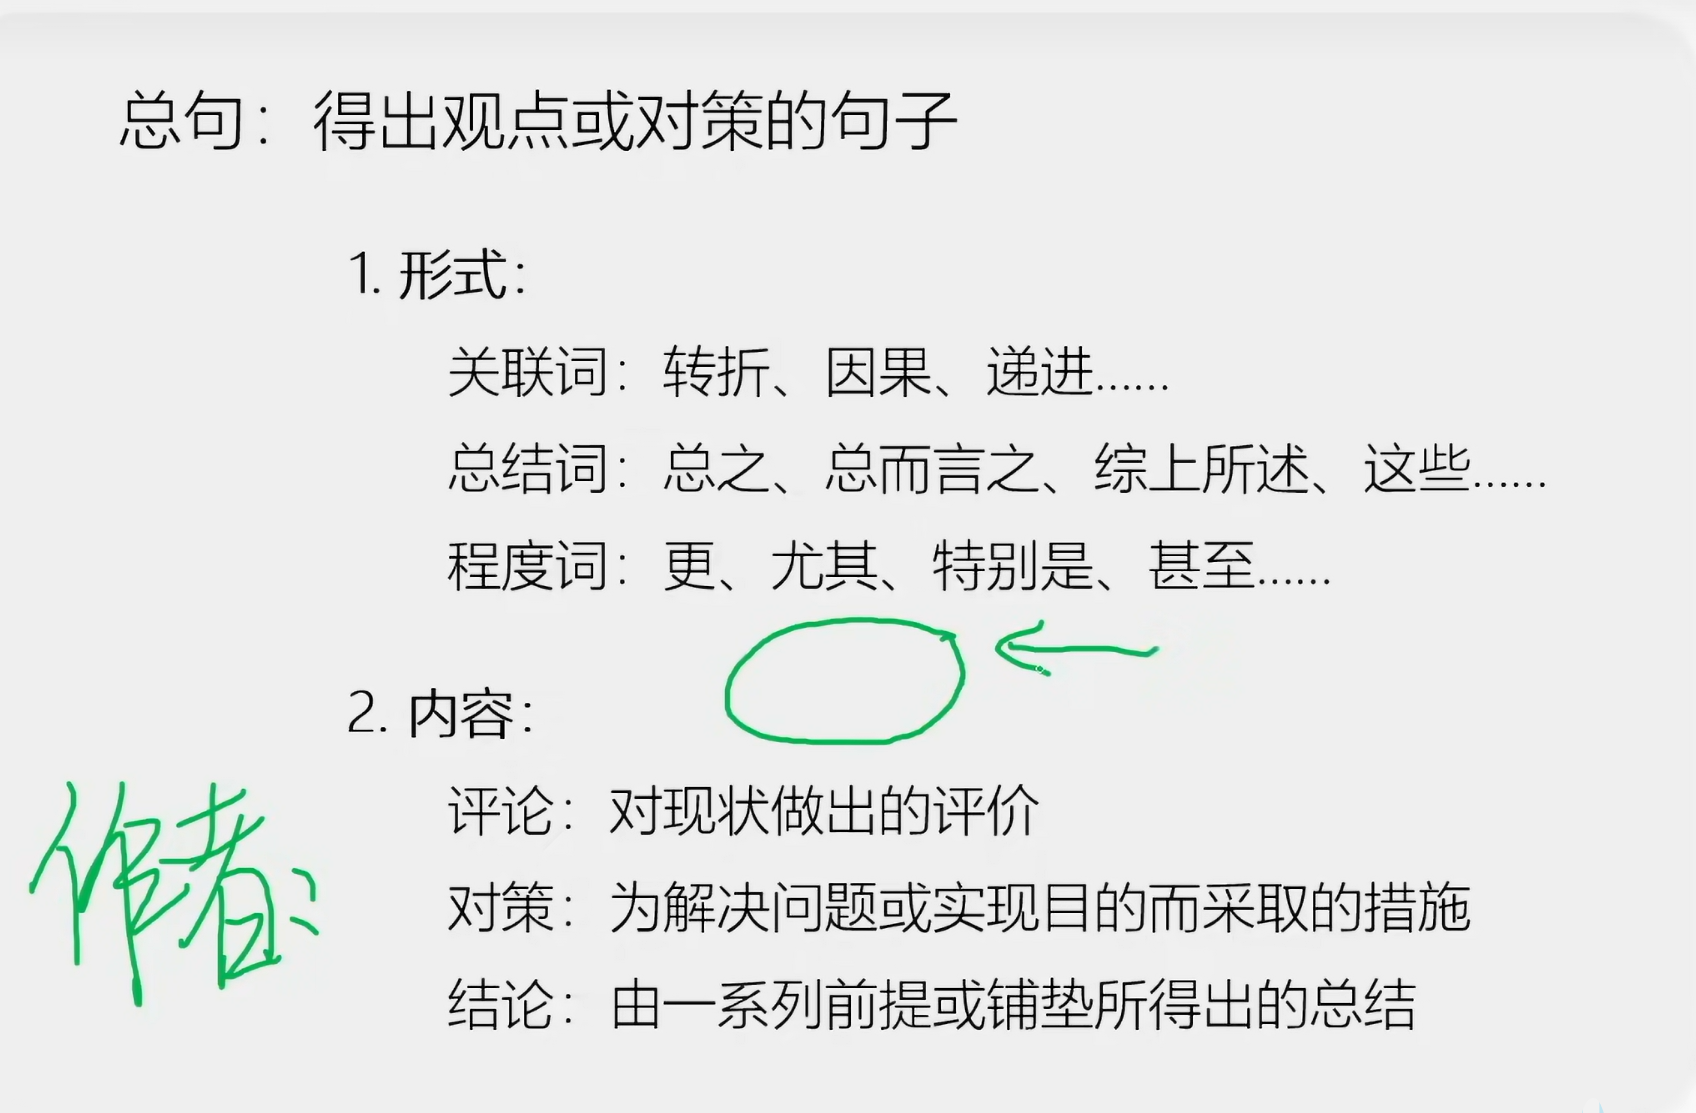 总句：得出观点或对策的句子
1. 形式：
关联词：转折、因果、递进……
总结词：总之、总而言之、综上所述、这些……
程度词：更、尤其、特别是、甚至……
2. 内容：
评论：对现状做出的评价
作者：
对策：为解决问题或实现目的而采取的措施
结论：由一系列前提或铺垫所得出的总结